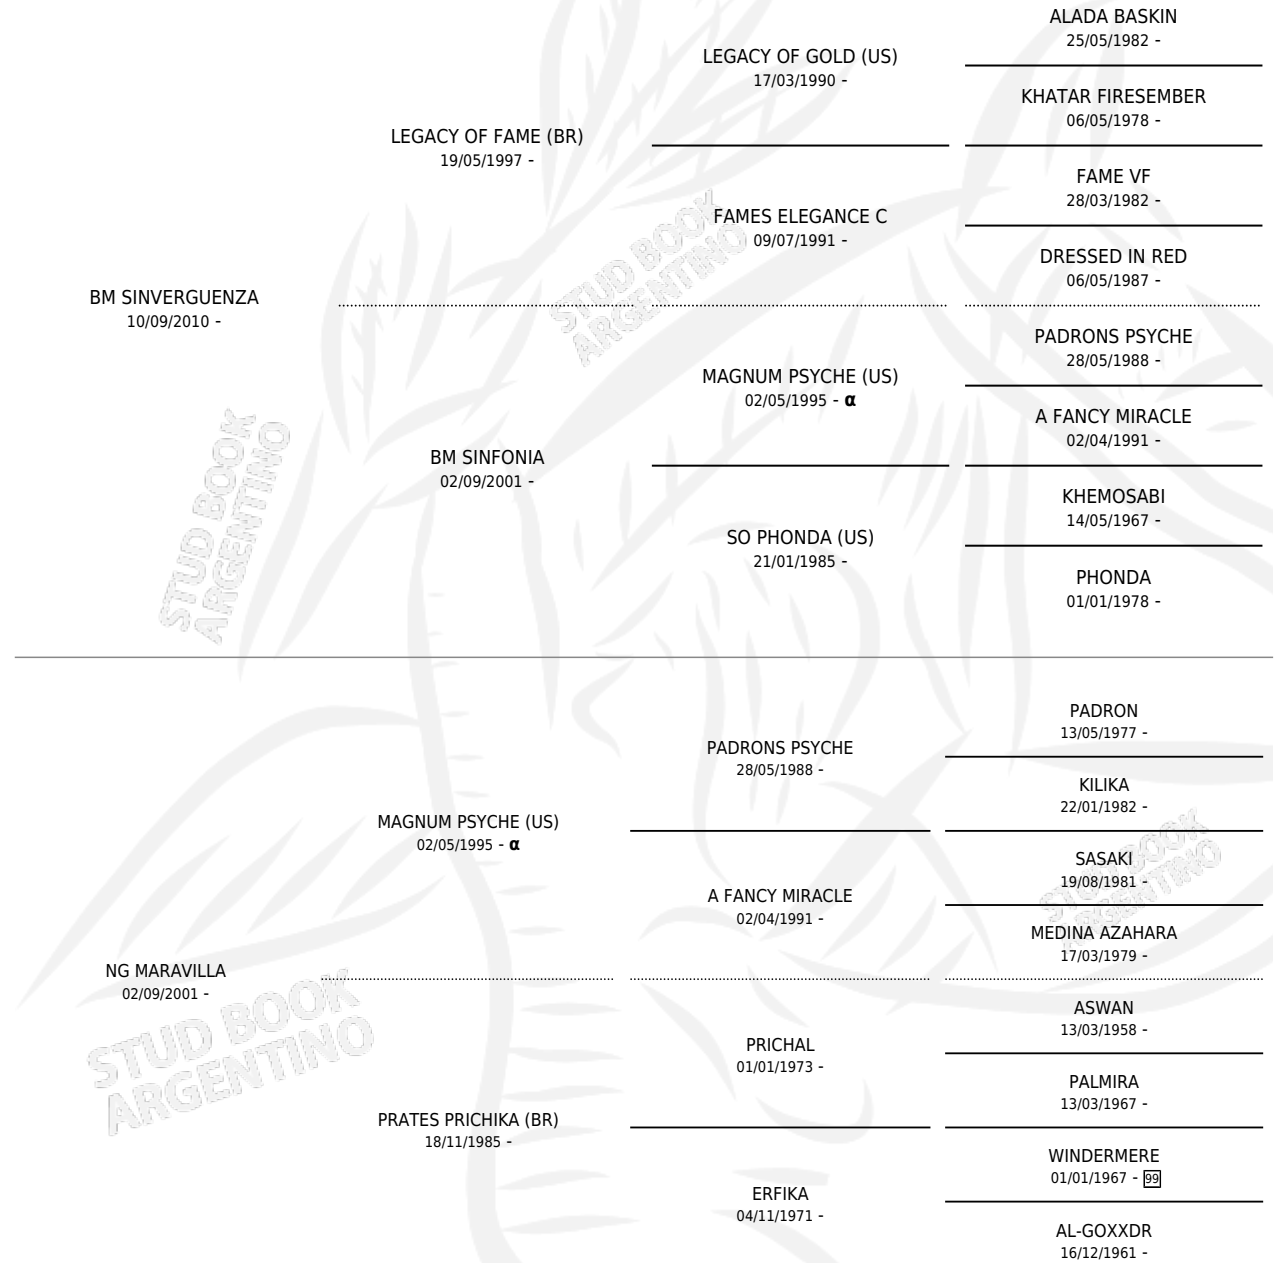 ALADA BASKIN
25/05/1982 -
LEGACY OF GOLD (US)
17/03/1990 -
KHATAR FIRESEMBER
06/05/1978 -
LEGACY OF FAME (BR)
19/05/1997 -
FAME VF
28/03/1982 -
FAMES ELEGANCE C
09/07/1991 -
DRESSED IN RED
06/05/1987 -
BM SINVERGUENZA
10/09/2010 -
PADRONS PSYCHE
28/05/1988 -
MAGNUM PSYCHE (US)
02/05/1995 - α
A FANCY MIRACLE
02/04/1991 -
BM SINFONIA
02/09/2001 -
KHEMOSABI
14/05/1967 -
SO PHONDA (US)
21/01/1985 -
PHONDA
01/01/1978 -
PADRON
13/05/1977 -
PADRONS PSYCHE
28/05/1988 -
KILIKA
22/01/1982 -
MAGNUM PSYCHE (US)
02/05/1995 - α
SASAKI
19/08/1981 -
A FANCY MIRACLE
02/04/1991 -
MEDINA AZAHARA
17/03/1979 -
NG MARAVILLA
02/09/2001 -
ASWAN
13/03/1958 -
PRICHAL
01/01/1973 -
PALMIRA
13/03/1967 -
PRATES PRICHIKA (BR)
18/11/1985 -
WINDERMERE
01/01/1967 - 99
ERFIKA
04/11/1971 -
AL-GOXXDR
16/12/1961 -
STUD BOOK
ARGENTINO
STUD BOOK
ARGENTINO
STUD BOOK
ARGENTINO
STUD BOOK
ARGENTINO